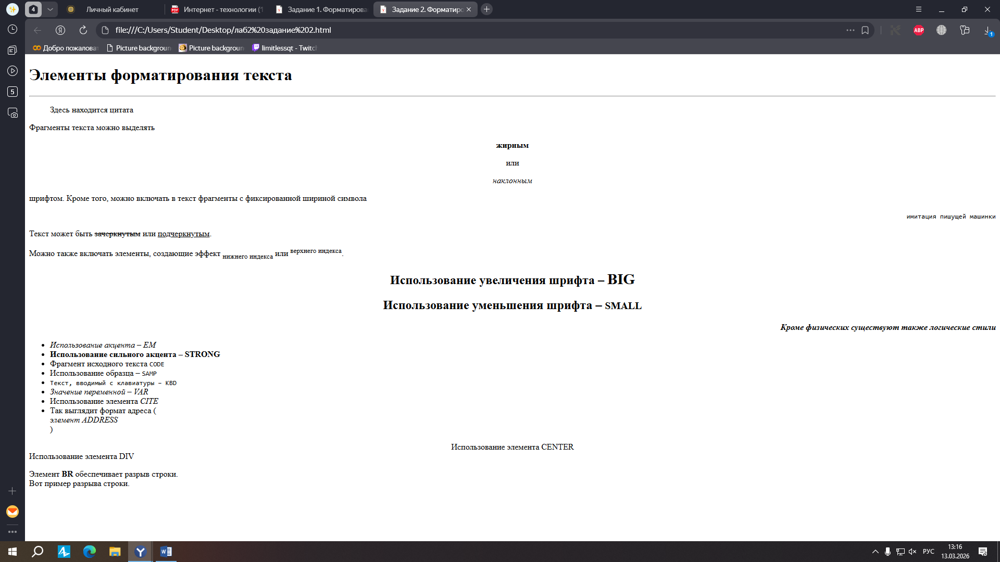 4
Личный кабинет
PDF
Интернет - технологии (1
Задание 1. Форматирова
Задание 2. Форматиро
file:///C:/Users/Student/Desktop/лаб2%20задание%202.html
ABP
1
Добро пожаловат
Picture backgroun
Picture backgroun
limitlessqt - Twitch
5
Элементы форматирования текста
Здесь находится цитата
Фрагменты текста можно выделять
жирным
или
наклонным
шрифтом. Кроме того, можно включать в текст фрагменты с фиксированной шириной символа
имитация пишущей машинки
Текст может быть зачеркнутым или подчеркнутым.
Можно также включать элементы, создающие эффект нижнего индекса или верхнего индекса.
Использование увеличения шрифта – BIG
Использование уменьшения шрифта – SMALL
Кроме физических существуют также логические стили
• Использование акцента – EM
• Использование сильного акцента – STRONG
• Фрагмент исходного текста CODE
• Использование образца – SAMP
• Текст, вводимый с клавиатуры – KBD
• Значение переменной – VAR
• Использование элемента CITE
• Так выглядит формат адреса (
элемент ADDRESS
)
Использование элемента CENTER
Использование элемента DIV
Элемент BR обеспечивает разрыв строки.
Вот пример разрыва строки.
РУС
13:16
13.03.2026